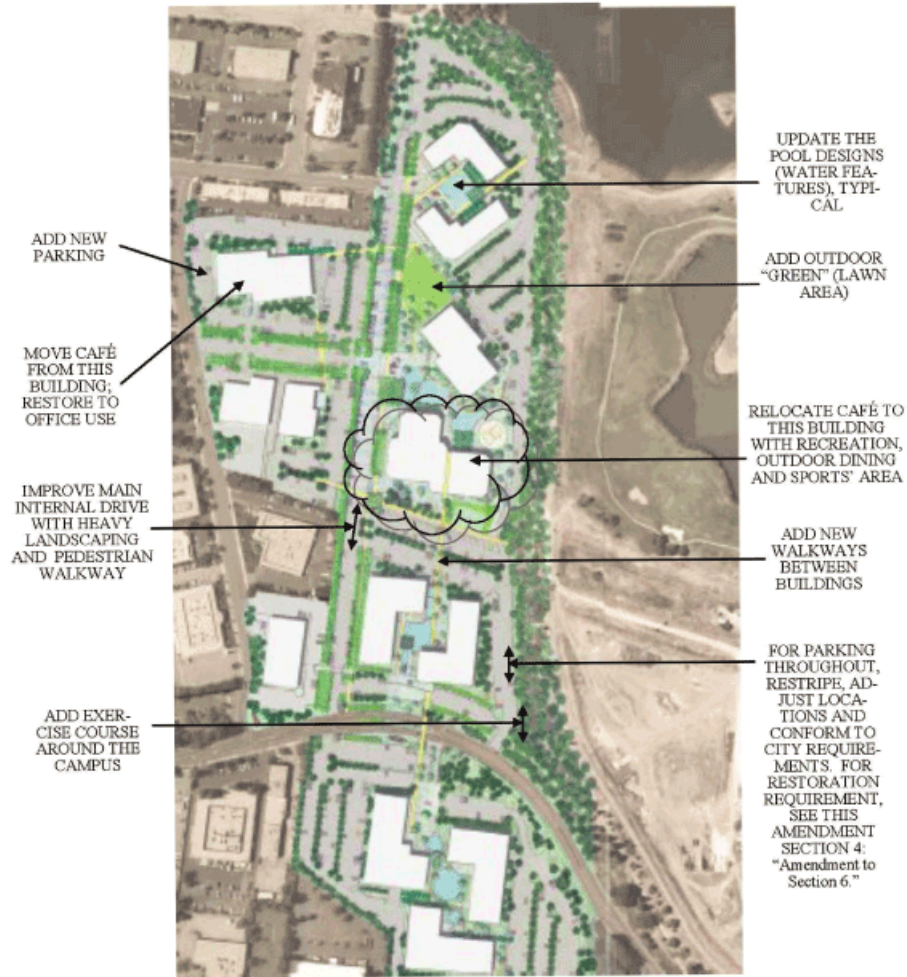 ADD NEW
PARKING
MOVE CAFÉ
FROM THIS
BUILDING;
RESTORE TO
OFFICE USE
IMPROVE MAIN
INTERNAL DRIVE
WITH HEAVY
LANDSCAPING
AND PEDESTRIAN
WALKWAY
ADD EXER-
CISE COURSE
AROUND THE
CAMPUS
UPDATE THE
POOL DESIGNS
(WATER FEA-
TURES), TYPI-
CAL
ADD OUTDOOR
"GREEN" (LAWN
AREA)
RELOCATE CAFÉ TO
THIS BUILDING
WITH RECREATION,
OUTDOOR DINING
AND SPORTS' AREA
ADD NEW
WALKWAYS
BETWEEN
BUILDINGS
FOR PARKING
THROUGHOUT,
RESTRIPE, AD-
JUST LOCA-
TIONS AND
CONFORM TO
CITY REQUIRE-
MENTS. FOR
RESTORATION
REQUIREMENT,
SEE THIS
AMENDMENT
SECTION 4:
"Amendment to
Section 6."